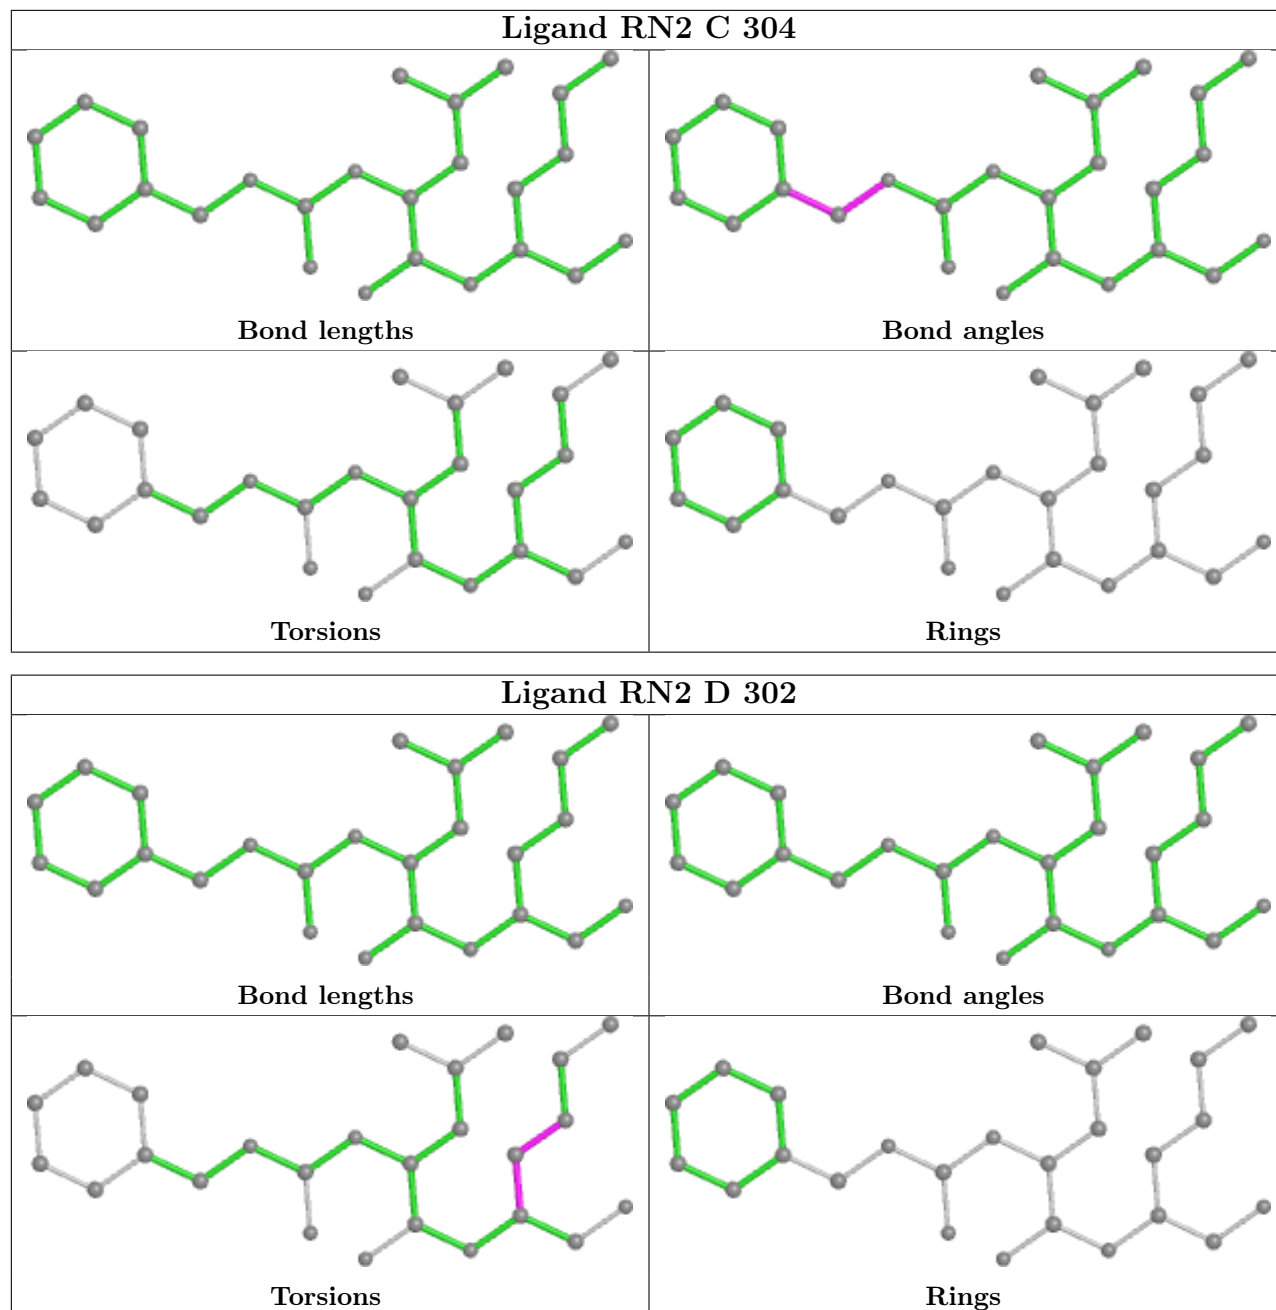 Ligand RN2 C 304
Bond lengths
Bond angles
Torsions
Rings
Ligand RN2 D 302
Bond lengths
Bond angles
Torsions
Rings